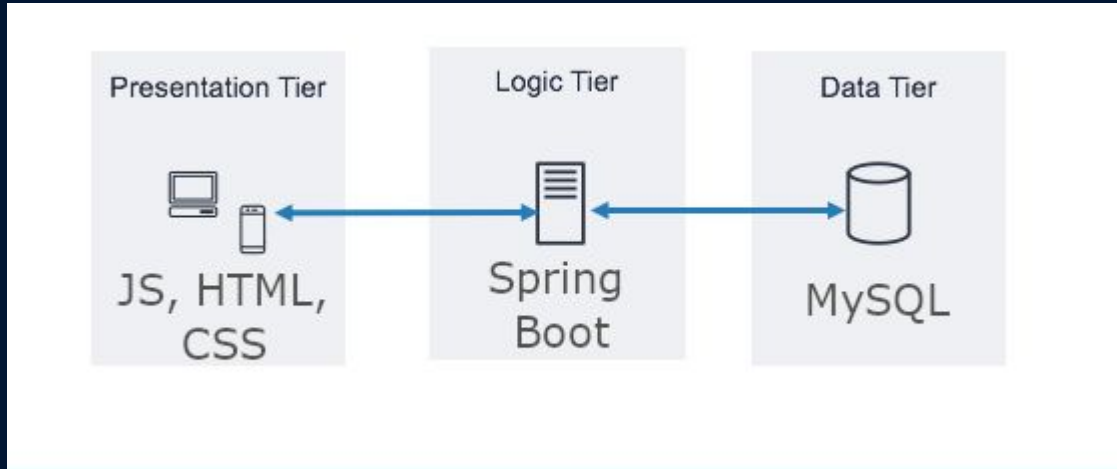 Presentation Tier
JS, HTML,
CSS
Logic Tier
Spring
Boot
Data Tier
MySQL